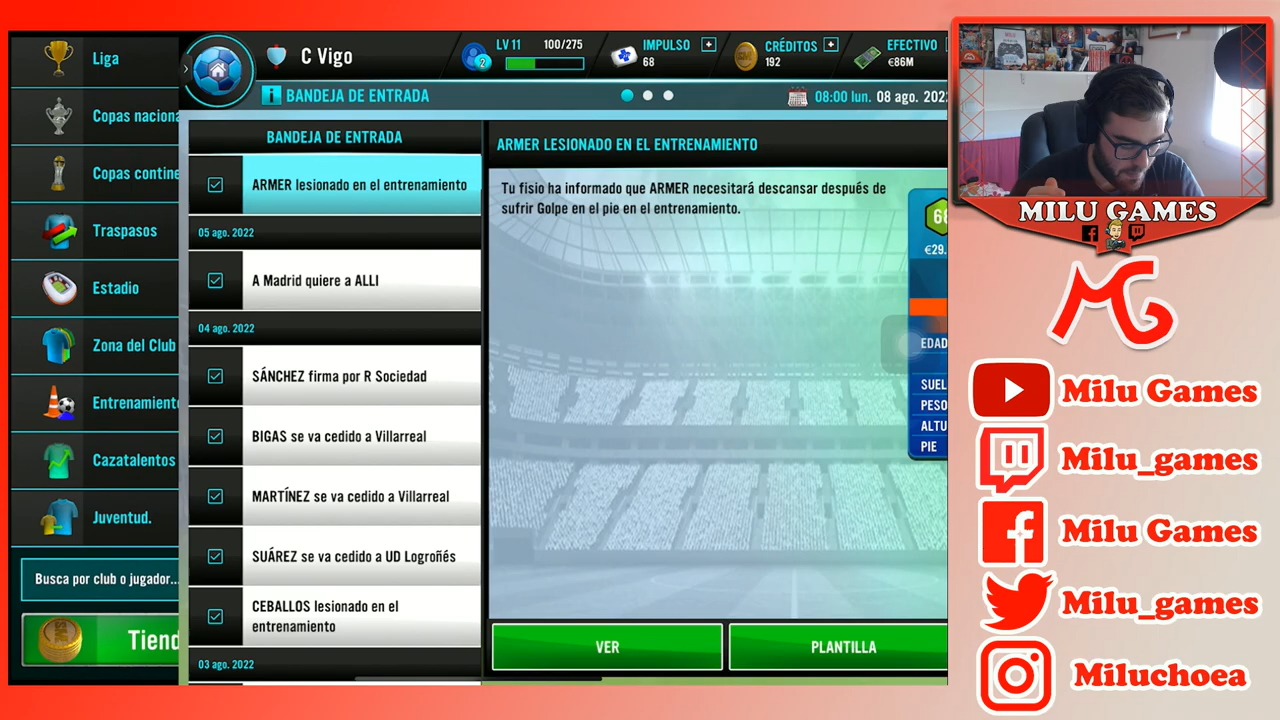 Liga
Copas naciona
Copas contine
Traspasos
Estadio
Zona del Club
Entrenamiento
Cazatalentos
Juventud.
Busca por club o jugador...
Tiend
C Vigo
LV 11
100/275
2
IMPULSO
68
CRÉDITOS
192
EFECTIVO
€86M
i BANDEJA DE ENTRADA
08:00 lun. 08 ago. 202
BANDEJA DE ENTRADA
ARMER lesionado en el entrenamiento
05 ago. 2022
A Madrid quiere a ALLI
04 ago. 2022
SÁNCHEZ firma por R Sociedad
BIGAS se va cedido a Villarreal
MARTÍNEZ se va cedido a Villarreal
SUÁREZ se va cedido a UD Logroñés
CEBALLOS lesionado en el
entrenamiento
03 ago. 2022
ARMER LESIONADO EN EL ENTRENAMIENTO
Tu fisio ha informado que ARMER necesitará descansar después de
sufrir Golpe en el pie en el entrenamiento.
68
€29.
EDAD
SUEL
PESO
ALTU
PIE
VER
PLANTILLA
MILU GAMES
MG
Milu Games
Milu_games
Milu Games
Milu_games
Miluchoea